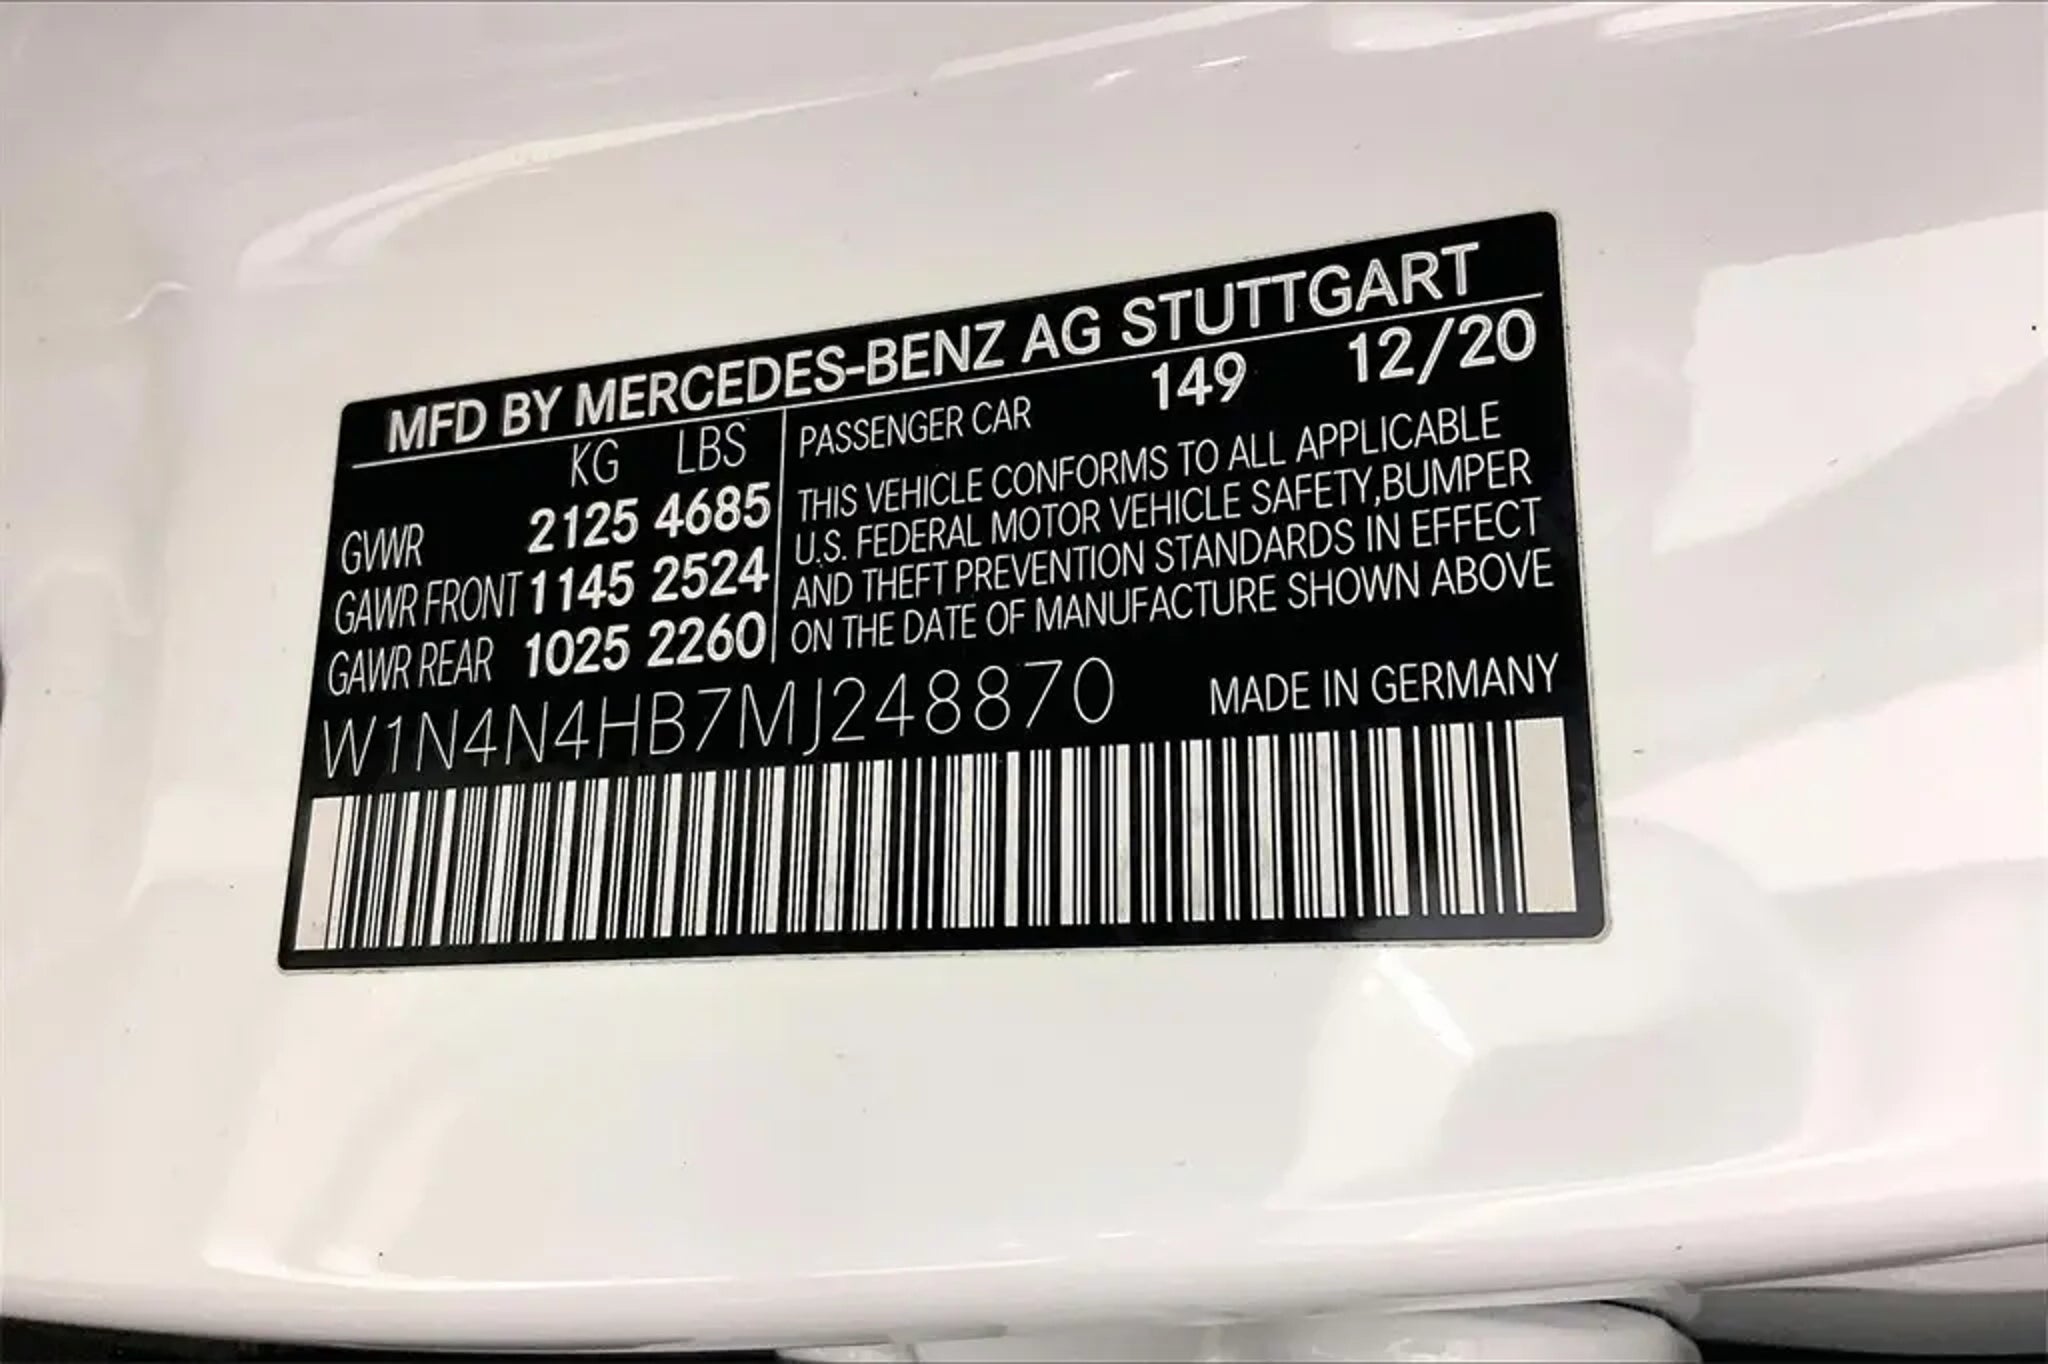 MFD BY MERCEDES-BENZ AG STUTTGART
KG LBS
GVWR 2125 4685
GAWR FRONT 1145 2524
GAWR REAR 1025 2260
PASSENGER CAR 149 12/20
THIS VEHICLE CONFORMS TO ALL APPLICABLE
U.S. FEDERAL MOTOR VEHICLE SAFETY,BUMPER
AND THEFT PREVENTION STANDARDS IN EFFECT
ON THE DATE OF MANUFACTURE SHOWN ABOVE
W1N4N4HB7MJ248870
MADE IN GERMANY